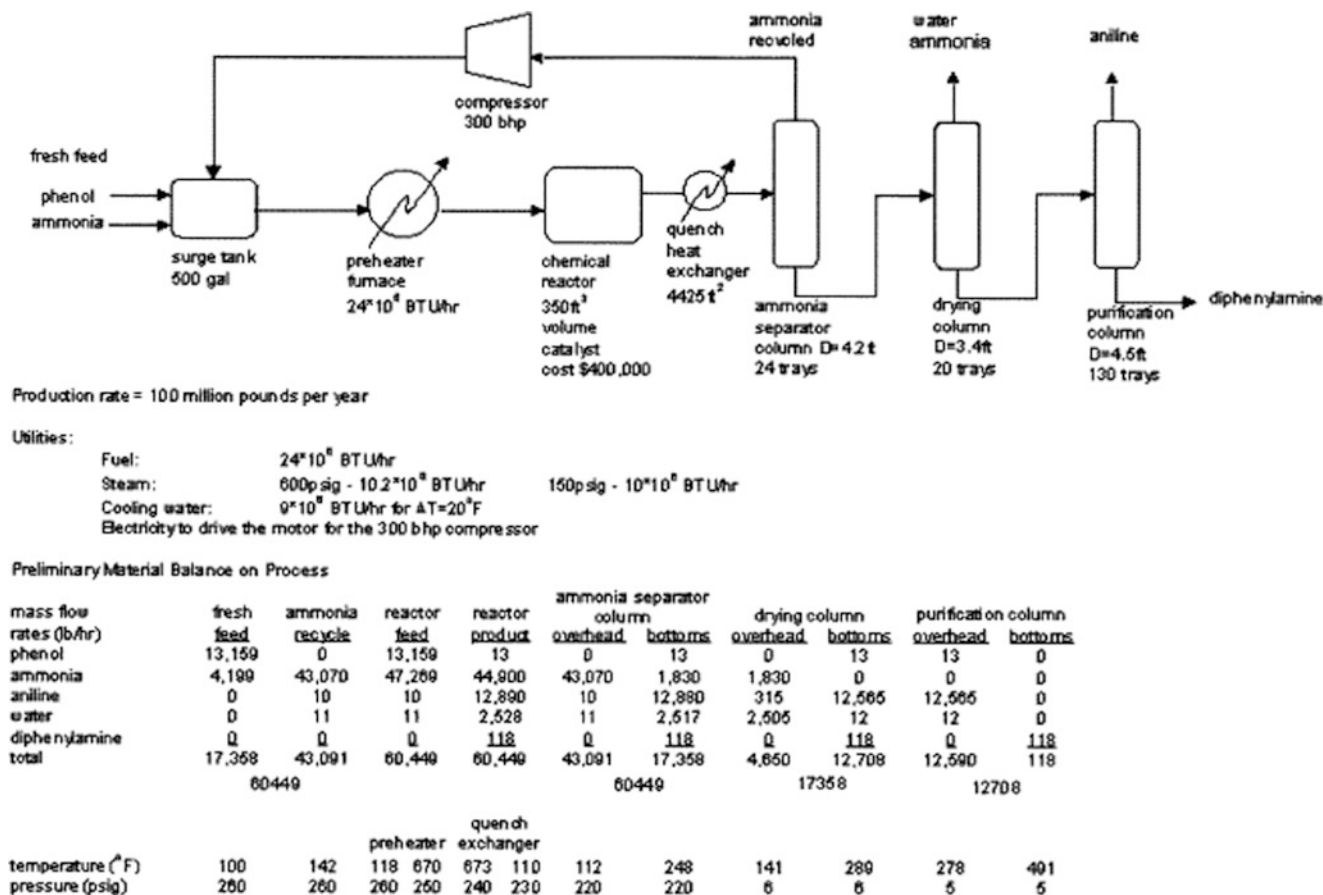 ammonia
recycled
water
ammonia
aniline
compressor
300 bhp
fresh feed
phenol
ammonia
surge tank
500 gal
preheater
furnace
24*10⁶ BTU/hr
chemical
reactor
350ft³
volume
catalyst
cost $400,000
quench
heat
exchanger
4425 ft²
ammonia
separator
column D=4.2 ft
24 trays
drying
column
D=3.4ft
20 trays
purification
column
D=4.5ft
130 trays
diphenylamine
Production rate = 100 million pounds per year
Utilities:
Fuel: 24*10⁶ BTU/hr
Steam: 600psig - 10.2*10⁶ BTU/hr 150psig - 10*10⁶ BTU/hr
Cooling water: 9*10⁶ BTU/hr for ΔT=20°F
Electricity to drive the motor for the 300 bhp compressor
Preliminary Material Balance on Process
ammonia separator
mass flow fresh ammonia reactor reactor column drying column purification column
rates (lb/hr) feed recycle feed product overhead bottoms overhead bottoms overhead bottoms
phenol 13,159 0 13,159 13 0 13 0 13 13 0
ammonia 4,199 43,070 47,269 44,900 43,070 1,830 1,830 0 0 0
aniline 0 10 10 12,890 10 12,880 315 12,565 12,565 0
water 0 11 11 2,528 11 2,517 2,505 12 12 0
diphenylamine 0 0 0 118 0 118 0 118 0 118
total 17,358 43,091 60,449 60,449 43,091 17,358 4,650 12,708 12,590 118
60449 60449 17358 12708
quench
preheater exchanger
temperature (°F) 100 142 118 670 673 110 112 248 141 289 278 491
pressure (psig) 260 260 260 250 240 230 220 220 6 6 5 5